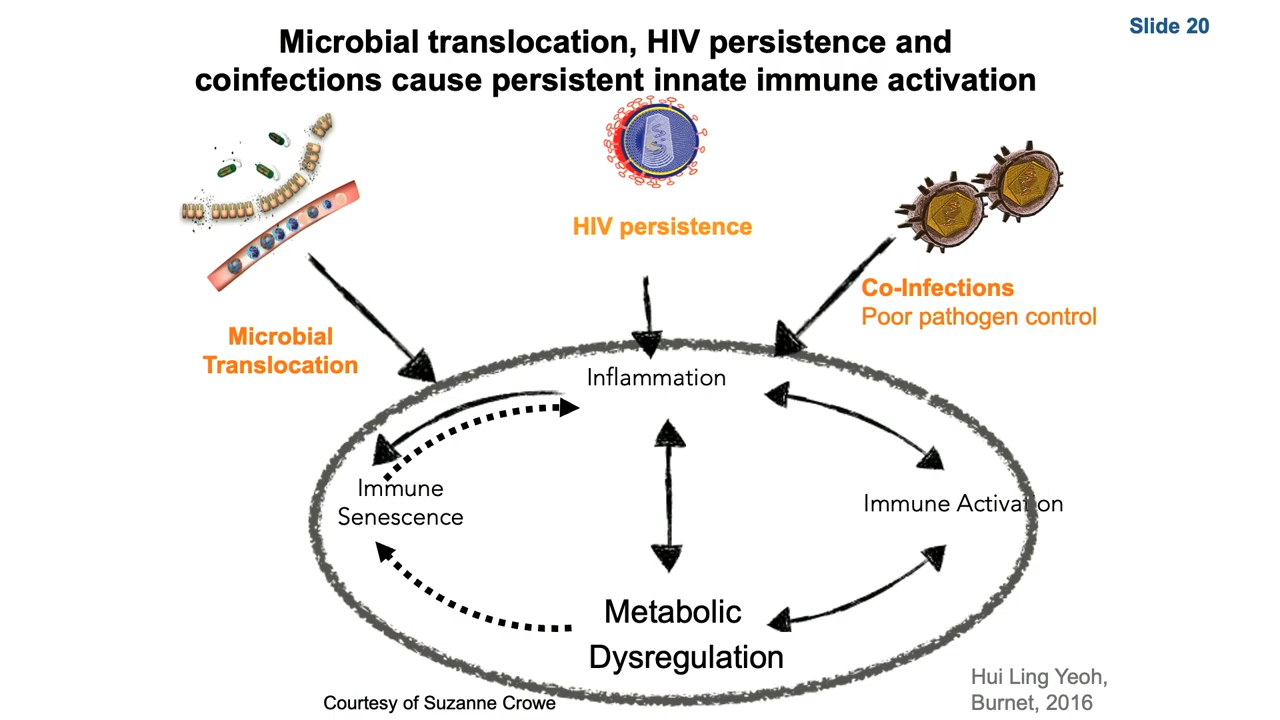 Slide 20
Microbial translocation, HIV persistence and
coinfections cause persistent innate immune activation
HIV persistence
Co-Infections
Poor pathogen control
Microbial
Translocation
Inflammation
Immune
Senescence
Immune Activation
Metabolic
Dysregulation
Hui Ling Yeoh,
Burnet, 2016
Courtesy of Suzanne Crowe